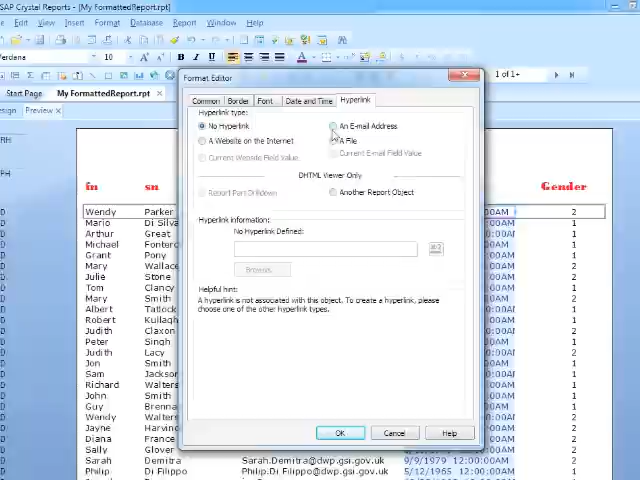 SAP Crystal Reports - [My FormattedReport.rpt]
Edit View Insert Format Database Report Window Help
Verdana 10 B I U A
1 of 1+
Start Page My FormattedReport.rpt ×
Design Preview ×
Format Editor
Common Border Font Date and Time Hyperlink
Hyperlink type:
No Hyperlink An E-mail Address
A Website on the Internet A File
Current Website Field Value Current E-mail Field Value
DHTML Viewer Only
Report Part Drilldown Another Report Object
Hyperlink information:
No Hyperlink Defined:
Browse...
Helpful hint:
A hyperlink is not associated with this object. To create a hyperlink, please
choose one of the other hyperlink types.
OK Cancel Help
RH
PH
fn sn Gender
D Wendy Parker :00AM 2
D Mario Di Silva 1
D Arthur Great 1
D Michael 1
D Grant Pony 1
D Mary Wallace
D Julie Stone
D Tom Clancy 1
D Mary Smith
D Albert 1
D Robert 1
D Judith Claxon
D Peter Singh 1
D Judith Lacy 2
D Jon Smith 1
D Sam 1
D Richard Walter 1
D John Smith 1
D Guy 1
D Jayne 2
D Diana France 2
D Sally Glover 2
D Sarah Demitra Sarah.Demitra@dwp.gsi.gov.uk 9/9/1979 12:00:00AM 2
D Philip Di Filippo Philip.Di Filippo@dwp.gsi.gov.uk 5/12/1965 12:00:00AM 1